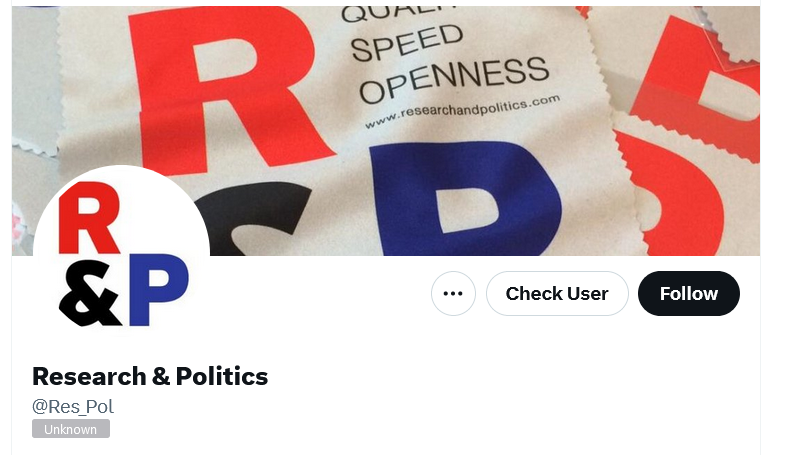 SPEED
OPENNESS
www.researchandpolitics.com
R
&P
R
&P
••• Check User Follow
Research & Politics
@Res_Pol
Unknown